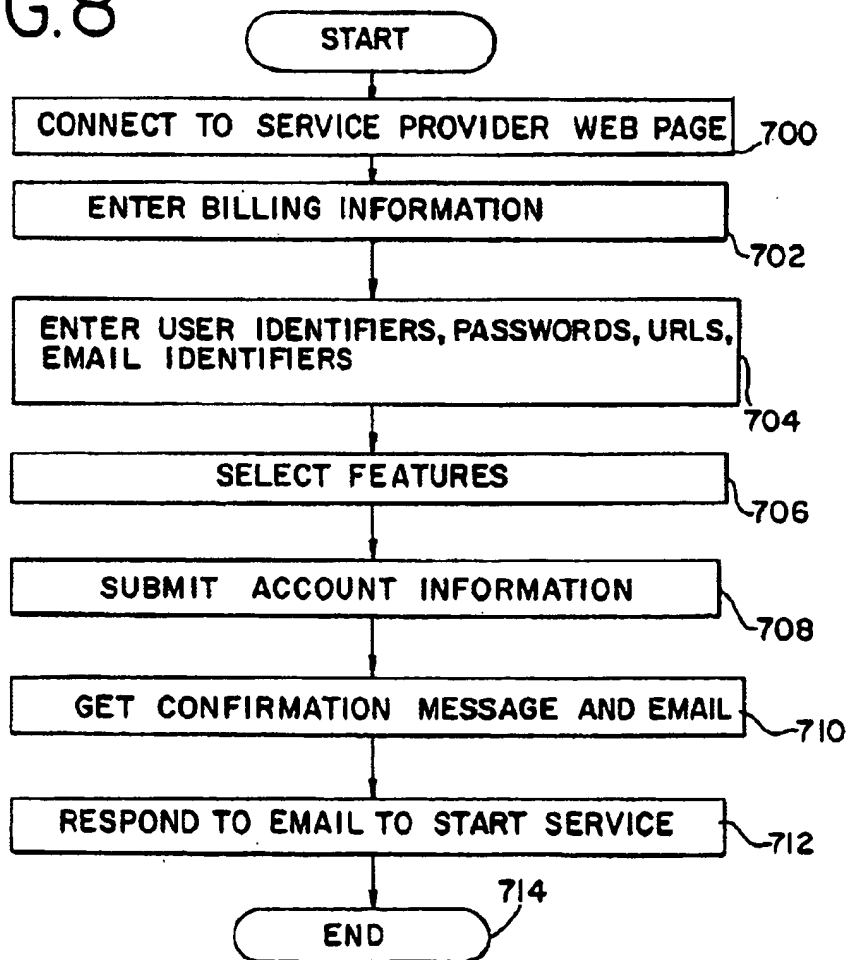 G.8
START
CONNECT TO SERVICE PROVIDER WEB PAGE
700
ENTER BILLING INFORMATION
702
ENTER USER IDENTIFIERS, PASSWORDS, URLS,
EMAIL IDENTIFIERS
704
SELECT FEATURES
706
SUBMIT ACCOUNT INFORMATION
708
GET CONFIRMATION MESSAGE AND EMAIL
710
RESPOND TO EMAIL TO START SERVICE
712
714
END